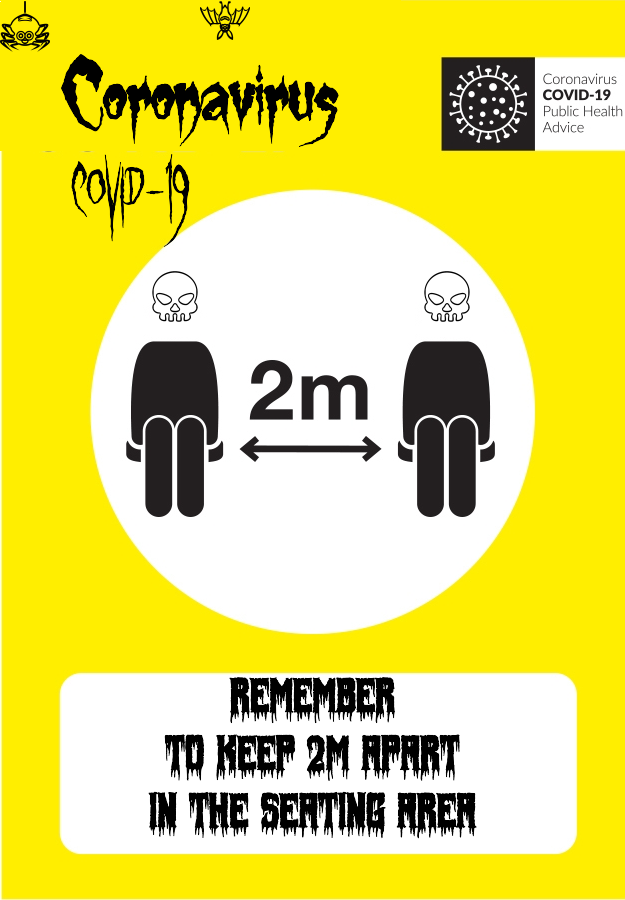 Coronavirus
COVID-19
Coronavirus
COVID-19
Public Health
Advice
2m
REMEMBER
TO KEEP 2M APART
IN THE SEATING AREA